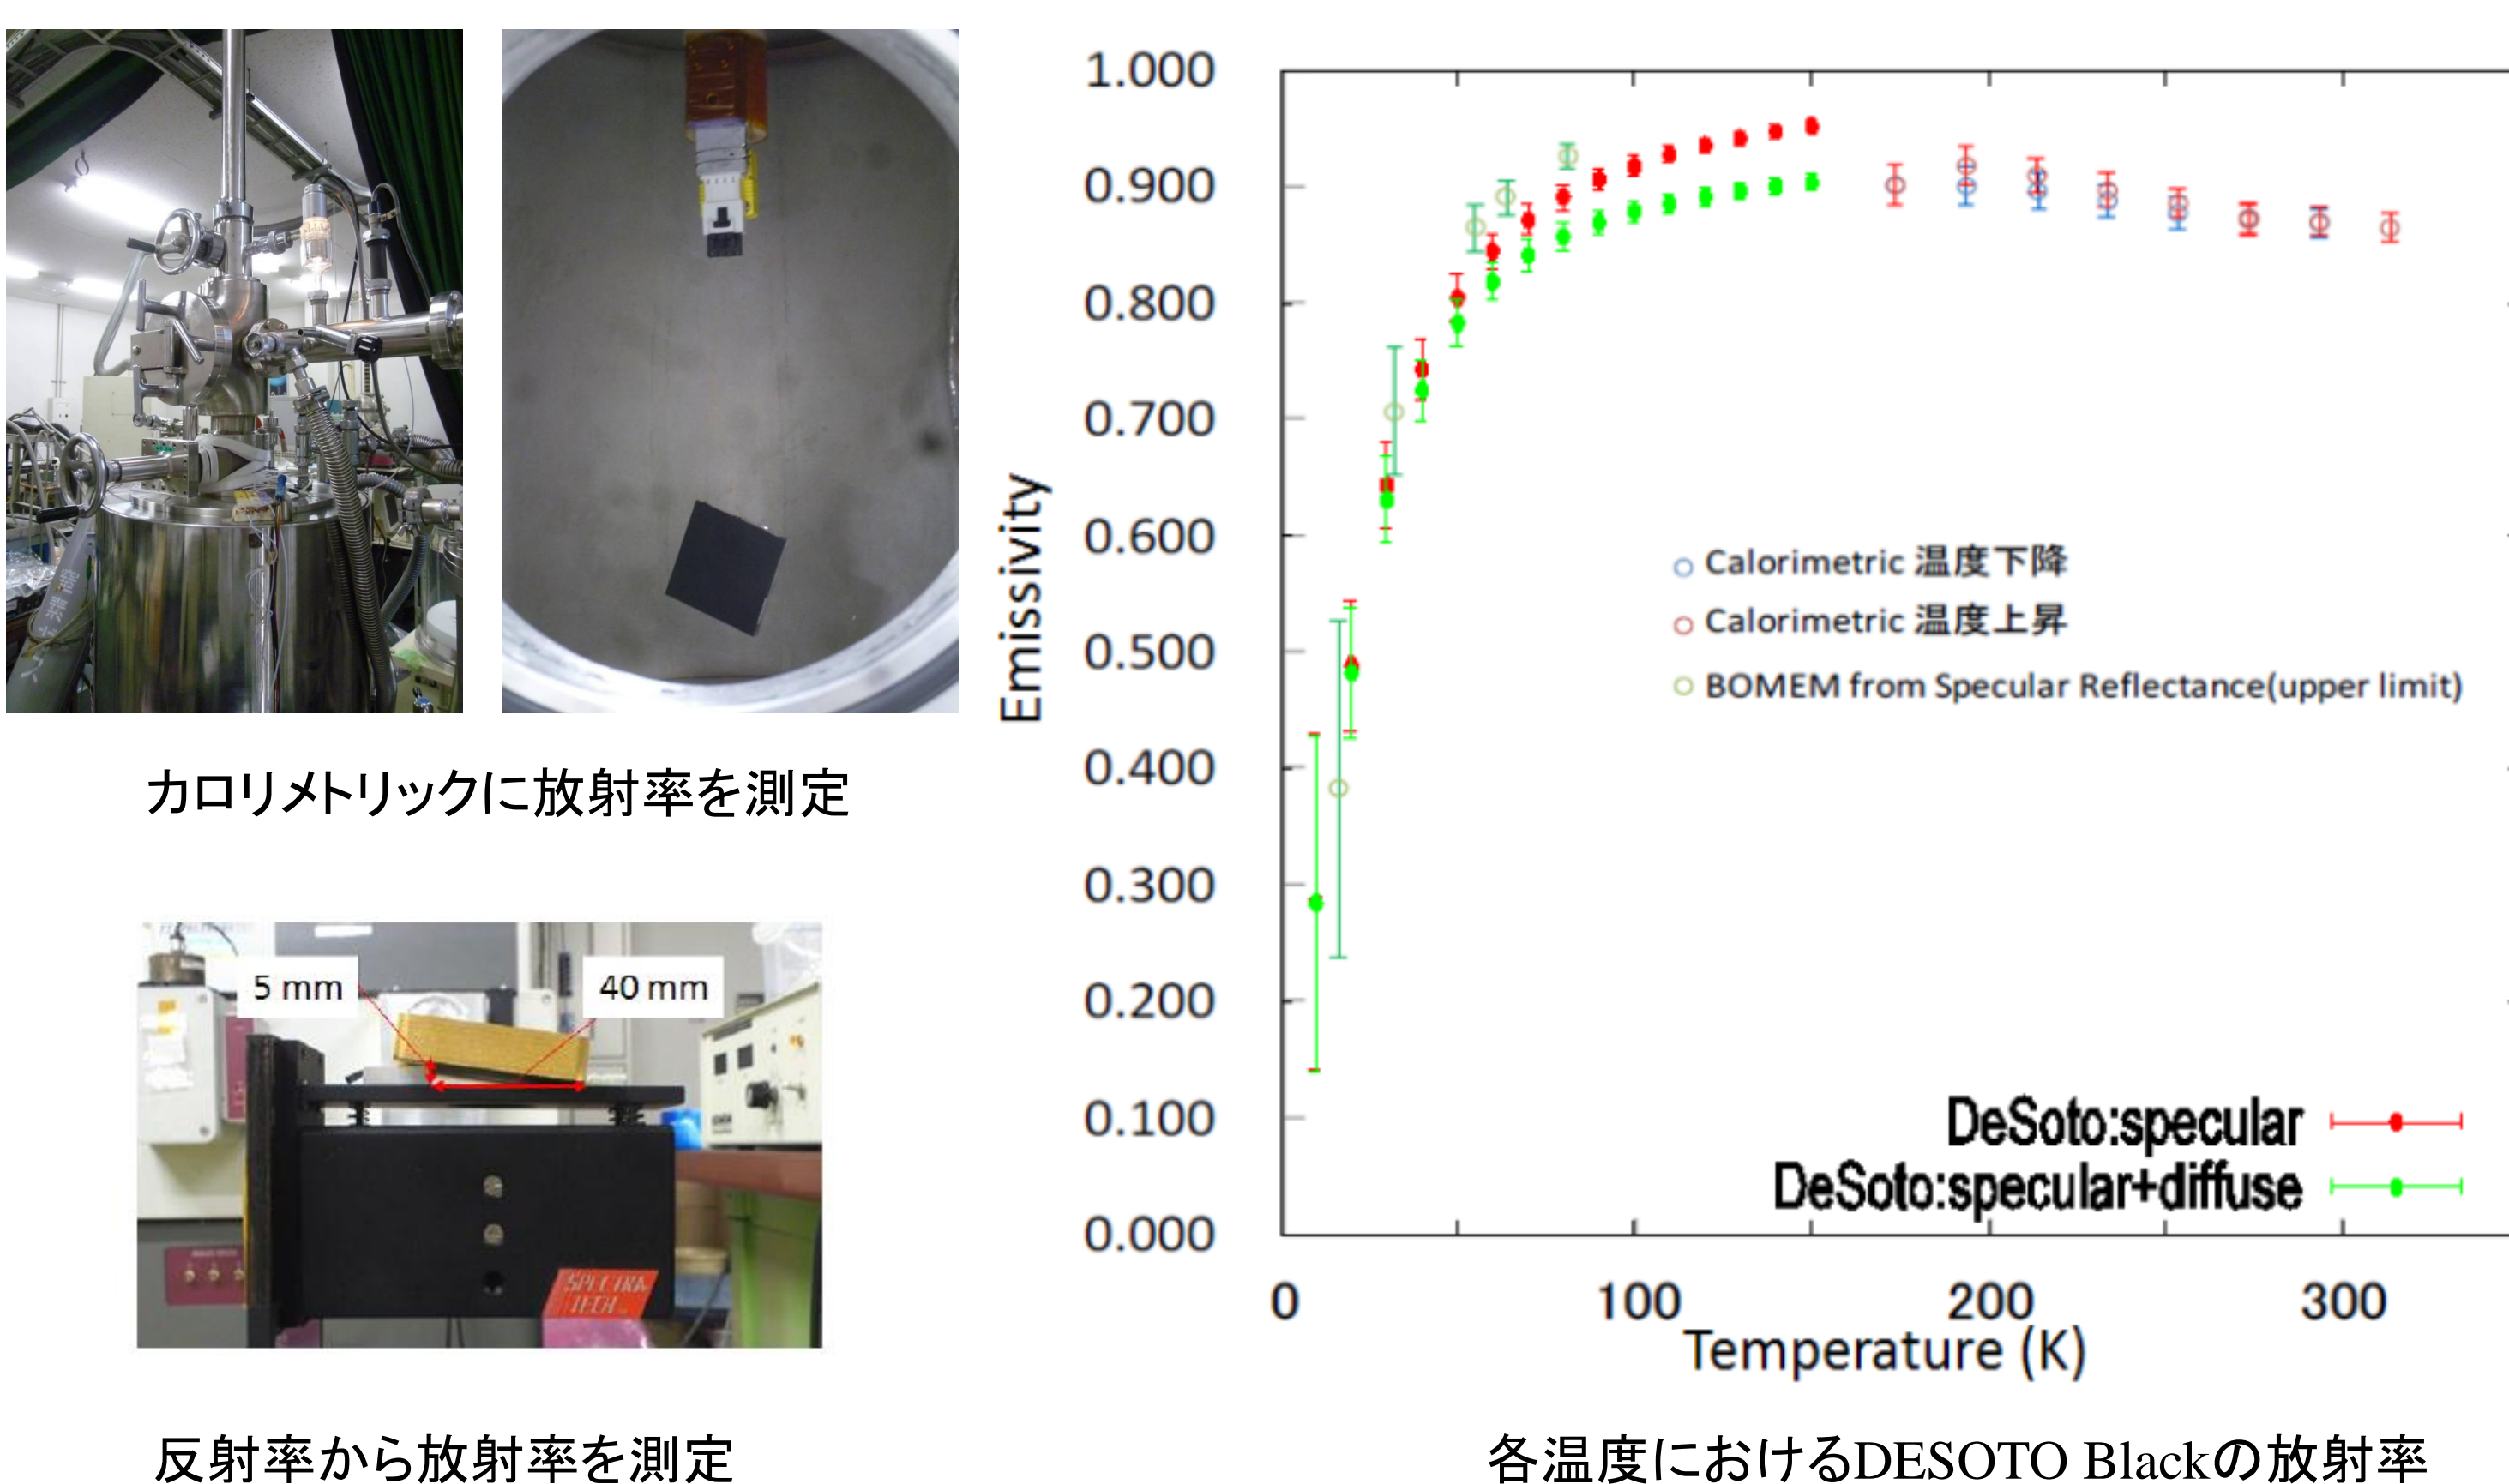 カロリメトリックに放射率を測定
5 mm
40 mm
SPECTRA
TECH
反射率から放射率を測定
Emissivity
1.000
0.900
0.800
0.700
0.600
0.500
0.400
0.300
0.200
0.100
0.000
Calorimetric 温度下降
Calorimetric 温度上昇
BOMEM from Specular Reflectance(upper limit)
DeSoto:specular
DeSoto:specular+diffuse
0 100 200 300
Temperature (K)
各温度におけるDESOTO Blackの放射率